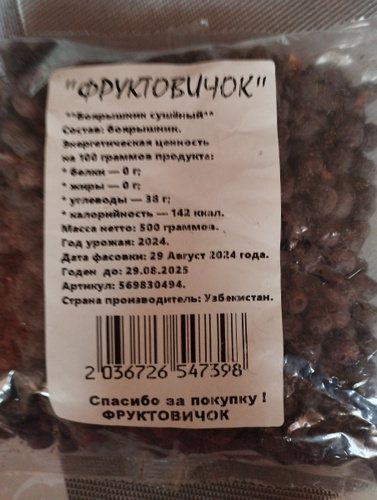 "ФРУКТОВИЧОК"
**Боярышник сушёный**
Состав: боярышник.
Энергетическая ценность
на 100 граммов продукта:
* белки — 0 г;
* жиры — 0 г;
* углеводы — 38 г;
* калорийность — 142 ккал.
Масса нетто: 500 граммов.
Год урожая: 2024.
Дата фасовки: 29 Август 2024 года.
Годен до: 29.08.2025
Артикул: 569830494.
Страна производитель: Узбекистан.
2 036726 547398
Спасибо за покупку !
ФРУКТОВИЧОК